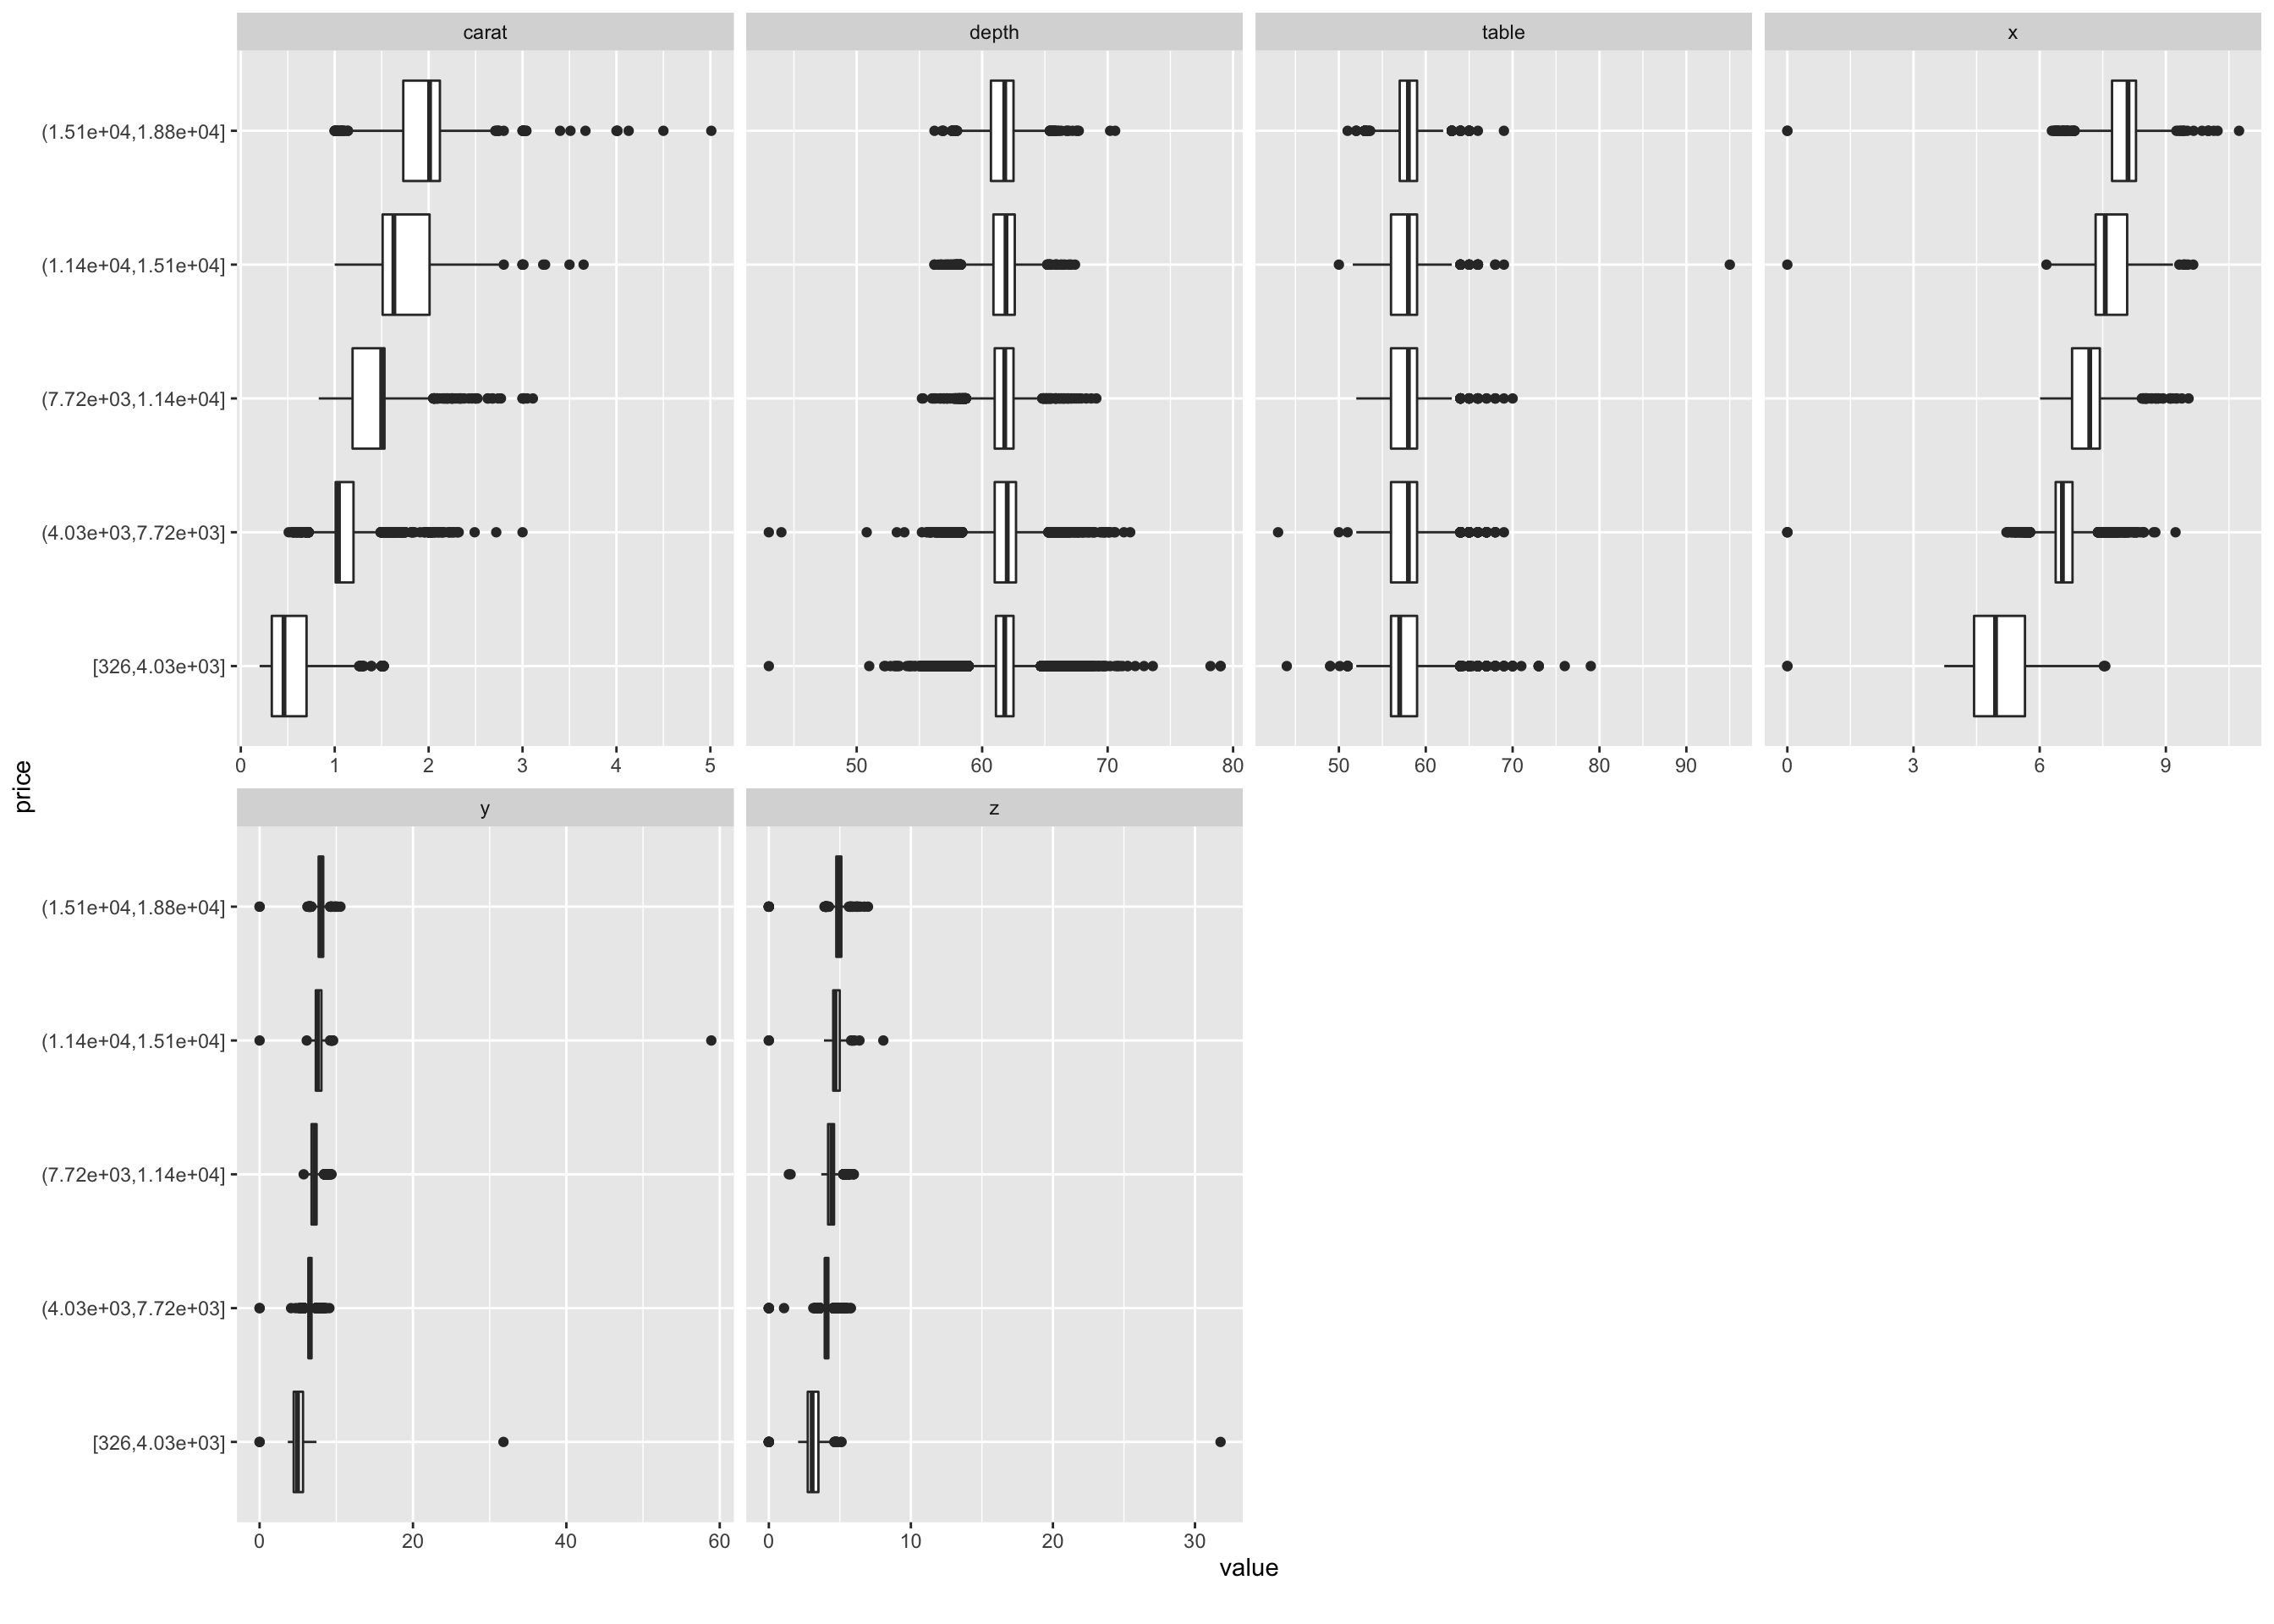 carat depth table x
(1.51e+04,1.88e+04]
(1.14e+04,1.51e+04]
(7.72e+03,1.14e+04]
(4.03e+03,7.72e+03]
[326,4.03e+03]
0 1 2 3 4 5 50 60 70 80 50 60 70 80 90 0 3 6 9
price
y z
(1.51e+04,1.88e+04]
(1.14e+04,1.51e+04]
(7.72e+03,1.14e+04]
(4.03e+03,7.72e+03]
[326,4.03e+03]
0 20 40 60 0 10 20 30
value